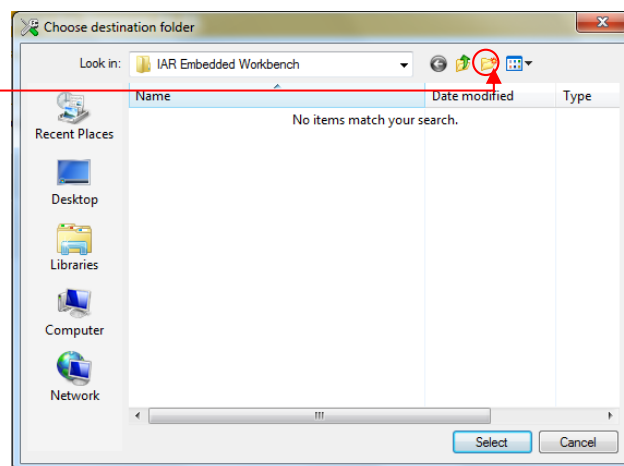 Choose destination folder
Look in: IAR Embedded Workbench
Name Date modified Type
No items match your search.
Recent Places
Desktop
Libraries
Computer
Network
Select Cancel